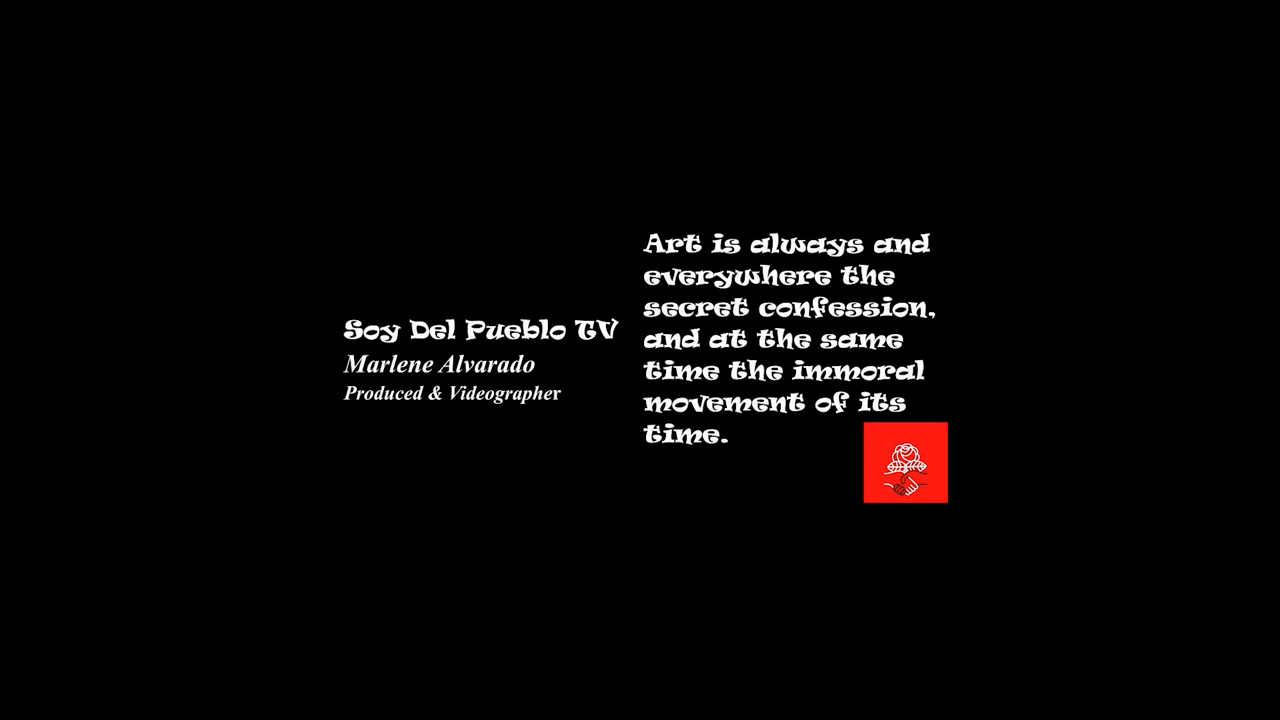 Soy Del Pueblo TV
Marlene Alvarado
Produced & Videographer
Art is always and
everywhere the
secret confession,
and at the same
time the immoral
movement of its
time.